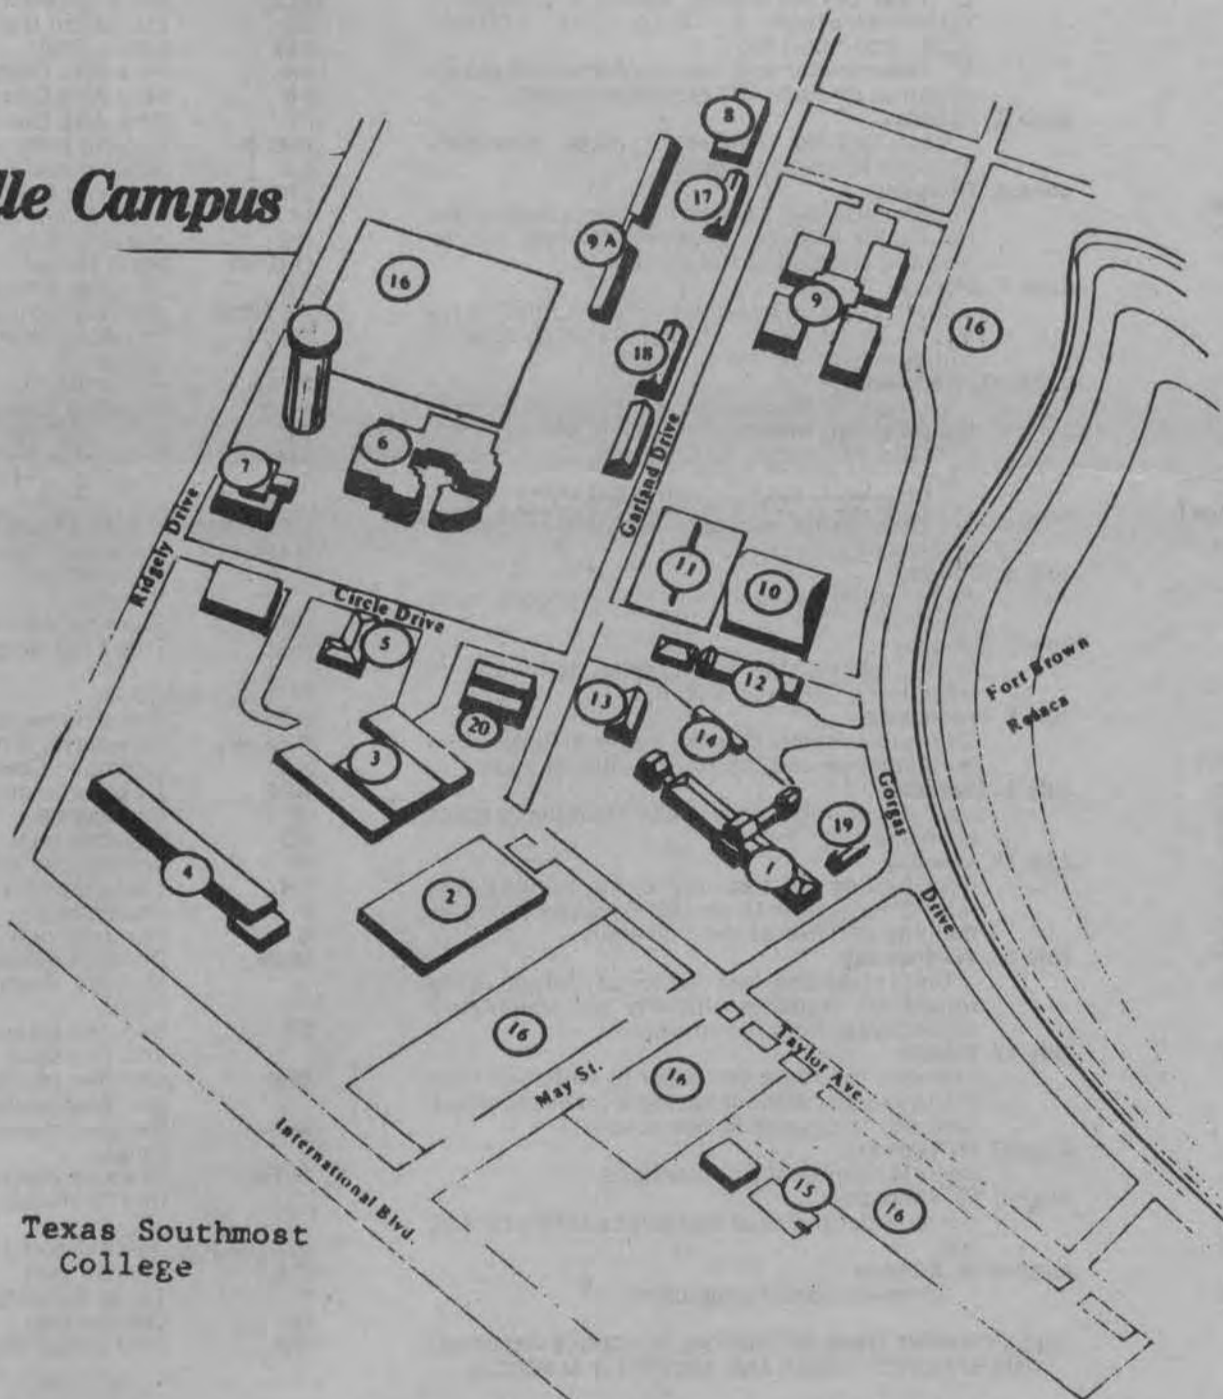 lle Campus
8
17
9 A
16
9
16
18
6
7
Ridgely Drive
Garland Drive
11
10
Circle Drive
5
12
13
20
14
3
Fort Brown
Resaca
Gorgas
Drive
19
1
4
2
16
Taylor Ave.
16
May St.
International Blvd.
15
16
Texas Southmost
College